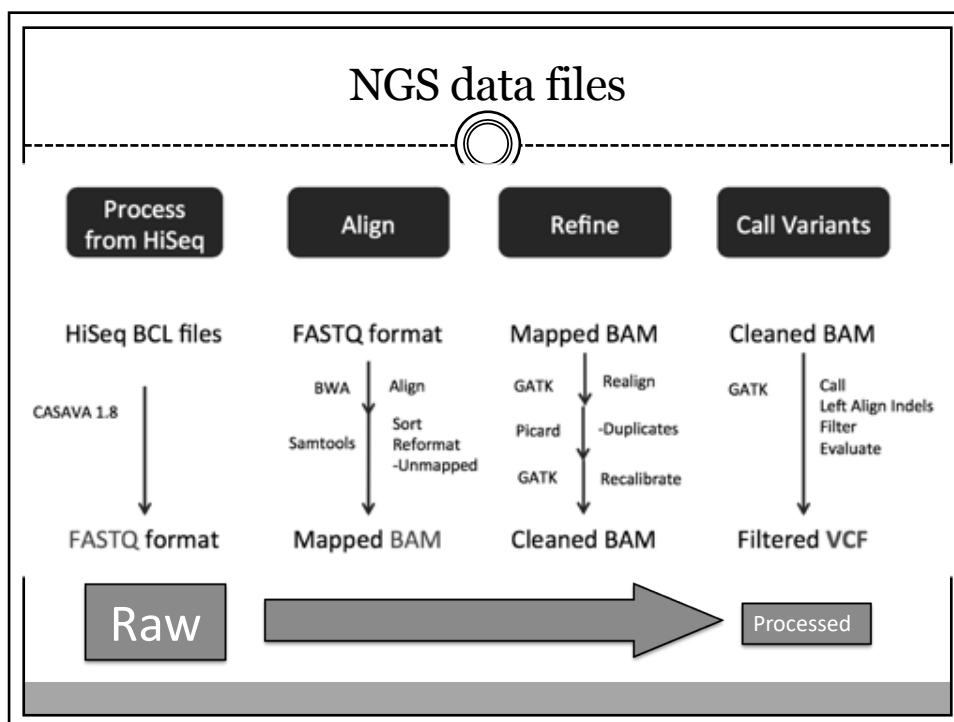 NGS data files
Process
from HiSeq
Align
Refine
Call Variants
HiSeq BCL files
CASAVA 1.8
FASTQ format
FASTQ format
BWA
Align
Samtools
Sort
Reformat
-Unmapped
Mapped BAM
Mapped BAM
GATK
Realign
Picard
-Duplicates
GATK
Recalibrate
Cleaned BAM
Cleaned BAM
GATK
Call
Left Align Indels
Filter
Evaluate
Filtered VCF
Raw
Processed